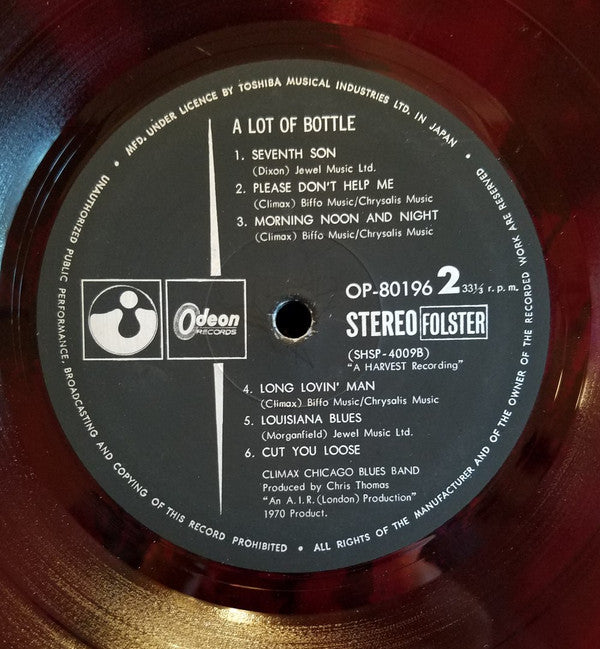 • MFD. UNDER LICENCE BY TOSHIBA MUSICAL INDUSTRIES LTD. IN JAPAN •
A LOT OF BOTTLE
1. SEVENTH SON
(Dixon) Jewel Music Ltd.
2. PLEASE DON'T HELP ME
(Climax) Biffo Music/Chrysalis Music
3. MORNING NOON AND NIGHT
(Climax) Biffo Music/Chrysalis Music
Odeon
RECORDS
OP-80196 2 33⅓ r. p. m.
STEREO FOLSTER
(SHSP-4009B)
"A HARVEST Recording"
4. LONG LOVIN' MAN
(Climax) Biffo Music/Chrysalis Music
5. LOUISIANA BLUES
(Morganfield) Jewel Music Ltd.
6. CUT YOU LOOSE
CLIMAX CHICAGO BLUES BAND
Produced by Chris Thomas
"An A.I.R. (London) Production"
1970 Product.
UNAUTHORIZED PUBLIC PERFORMANCE, BROADCASTING AND COPYING OF THIS RECORD PROHIBITED • ALL RIGHTS OF THE MANUFACTURER AND OF THE OWNER OF THE RECORDED WORK ARE RESERVED